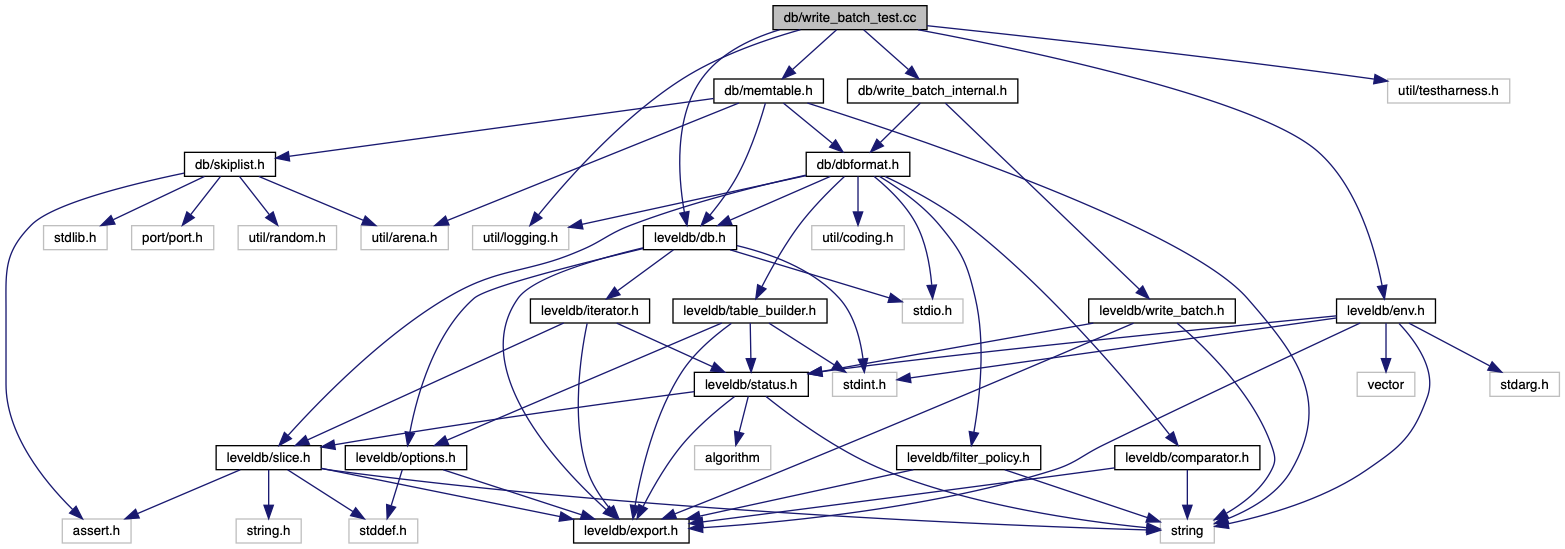 db/write_batch_test.cc
db/memtable.h
db/write_batch_internal.h
util/testharness.h
db/skiplist.h
db/dbformat.h
stdlib.h
port/port.h
util/random.h
util/arena.h
util/logging.h
leveldb/db.h
util/coding.h
leveldb/iterator.h
leveldb/table_builder.h
stdio.h
leveldb/write_batch.h
leveldb/env.h
leveldb/status.h
stdint.h
vector
stdarg.h
leveldb/slice.h
leveldb/options.h
algorithm
leveldb/filter_policy.h
leveldb/comparator.h
assert.h
string.h
stddef.h
leveldb/export.h
string